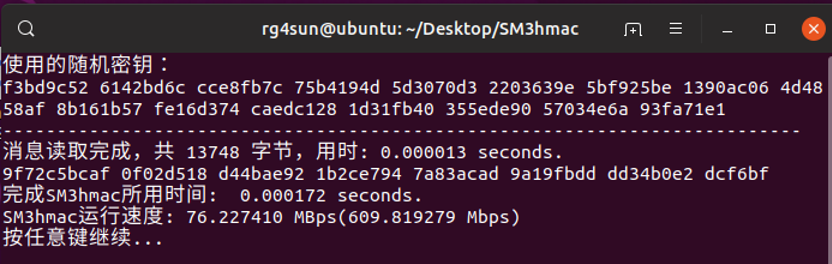 rg4sun@ubuntu: ~/Desktop/SM3hmac
使用的随机密钥：
f3bd9c52 6142bd6c cce8fb7c 75b4194d 5d3070d3 2203639e 5bf925be 1390ac06 4d48
58af 8b161b57 fe16d374 caedc128 1d31fb40 355ede90 57034e6a 93fa71e1
--------------------------------------------------------------------------
消息读取完成，共 13748 字节，用时: 0.000013 seconds.
9f72c5bcaf 0f02d518 d44bae92 1b2ce794 7a83acad 9a19fbdd dd34b0e2 dcf6bf
完成SM3hmac所用时间:  0.000172 seconds.
SM3hmac运行速度: 76.227410 MBps(609.819279 Mbps)
按任意键继续...